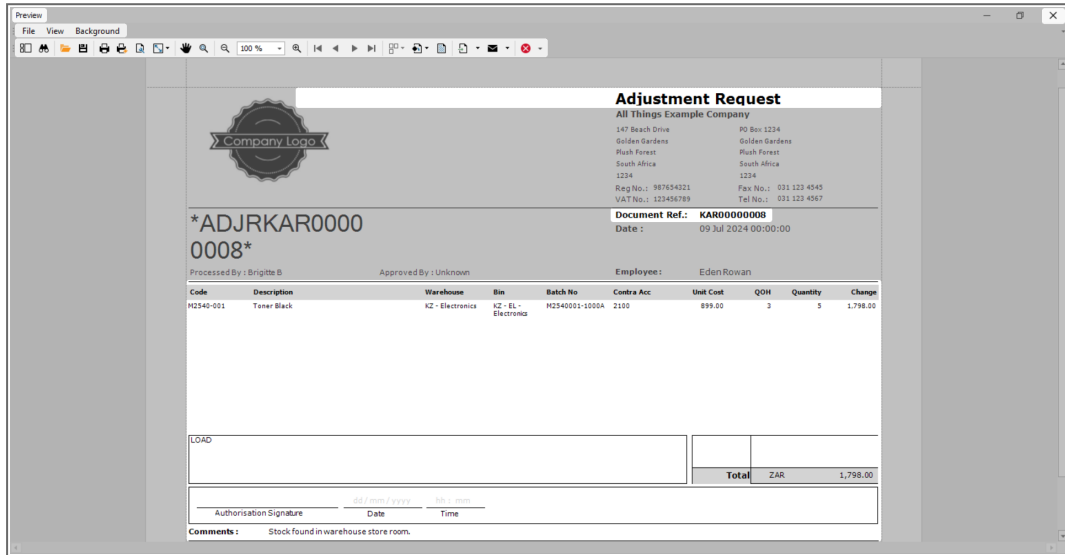 Preview
File View Background
100 %
Company Logo
Adjustment Request
All Things Example Company
147 Beach Drive PO Box 1234
Golden Gardens Golden Gardens
Plush Forest Plush Forest
South Africa South Africa
1234 1234
Reg No.: 987654321 Fax No.: 031 123 4545
VAT No.: 123456789 Tel No.: 031 123 4567
*ADJRKAR0000
0008*
Document Ref.: KAR00000008
Date : 09 Jul 2024 00:00:00
Processed By : Brigitte B Approved By : Unknown Employee : Eden Rowan
Code Description Warehouse Bin Batch No Contra Acc Unit Cost QOH Quantity Change
M2540-001 Toner Black KZ - Electronics KZ - EL - M2540001-1000A 2100 899.00 3 5 1,798.00
Electronics
LOAD
Total ZAR 1,798.00
dd / mm / yyyy hh : mm
Authorisation Signature Date Time
Comments : Stock found in warehouse store room.